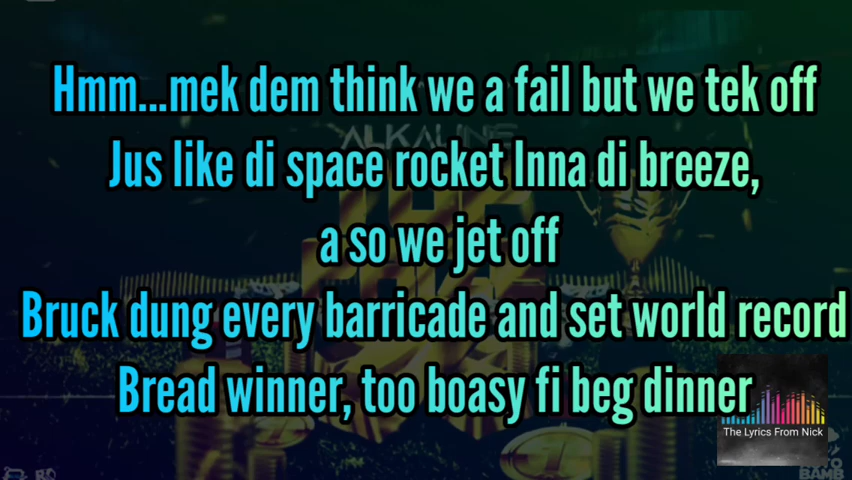 Hmm...mek dem think we a fail but we tek off
ALKALINE
Jus like di space rocket Inna di breeze,
a so we jet off
Bruck dung every barricade and set world record
Bread winner, too boasy fi beg dinner
The Lyrics From Nick